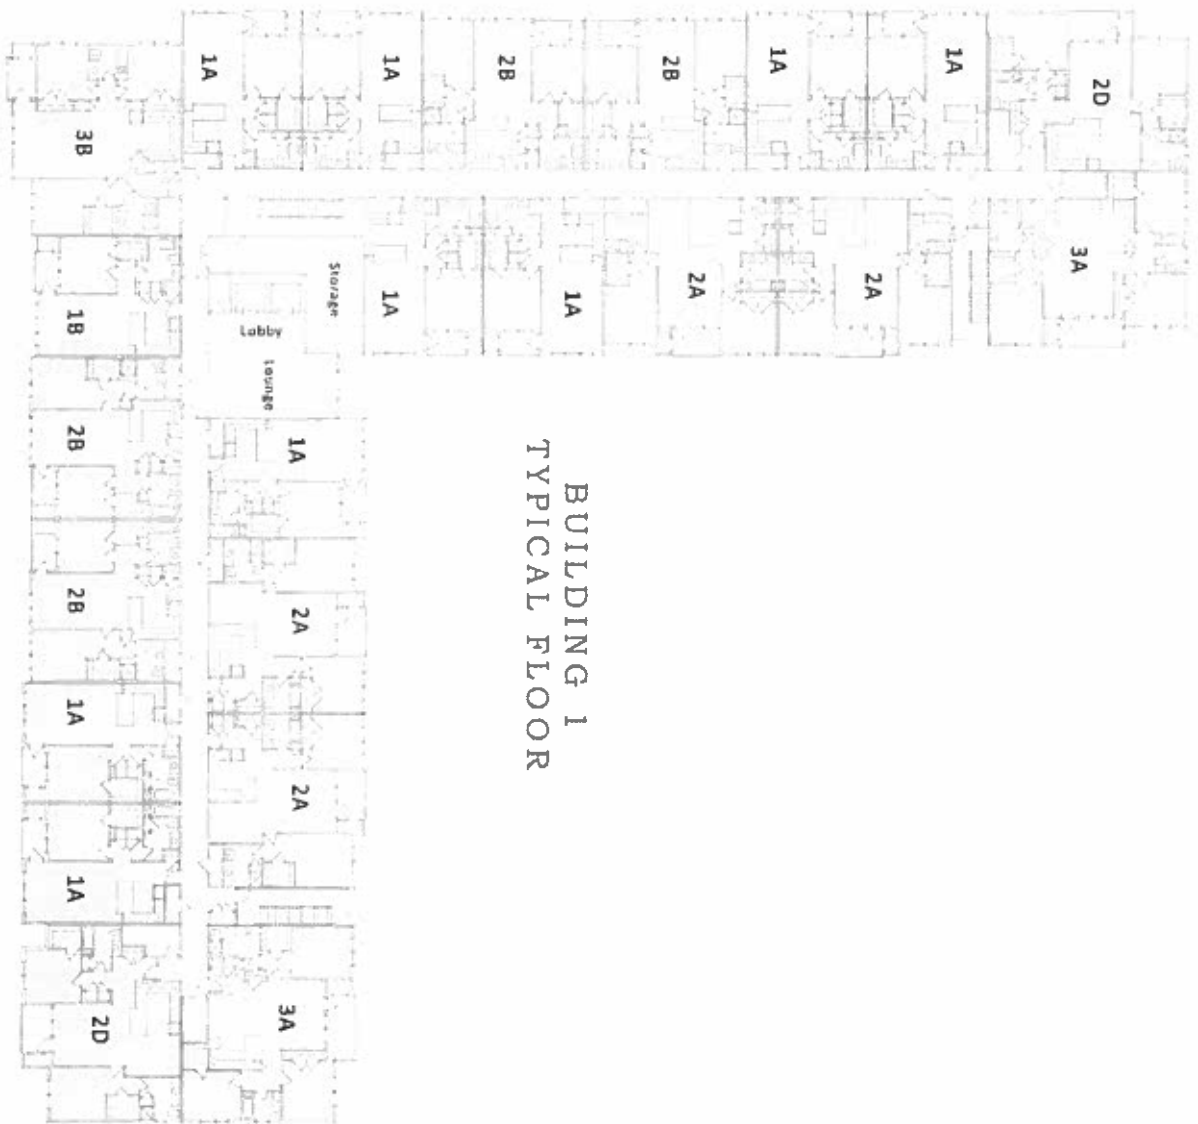 BUILDING 1
TYPICAL FLOOR
3B
1A
1A
2B
2B
1A
1A
2D
1A
1A
2A
2A
3A
Storage
Lobby
Lounge
1B
2B
2B
1A
1A
2D
1A
2A
2A
3A